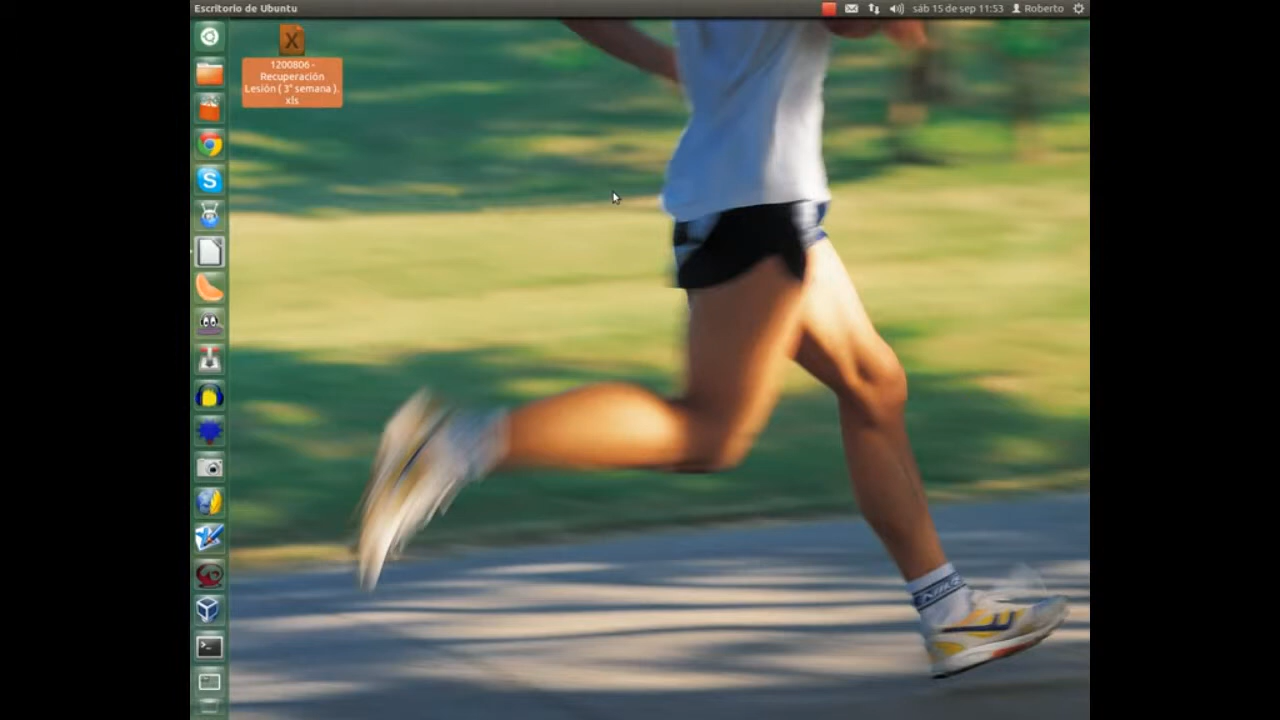 Escritorio de Ubuntu
sáb 15 de sep 11:53
Roberto
1200806 -
Recuperación
Lesión ( 3ª semana ).
xls